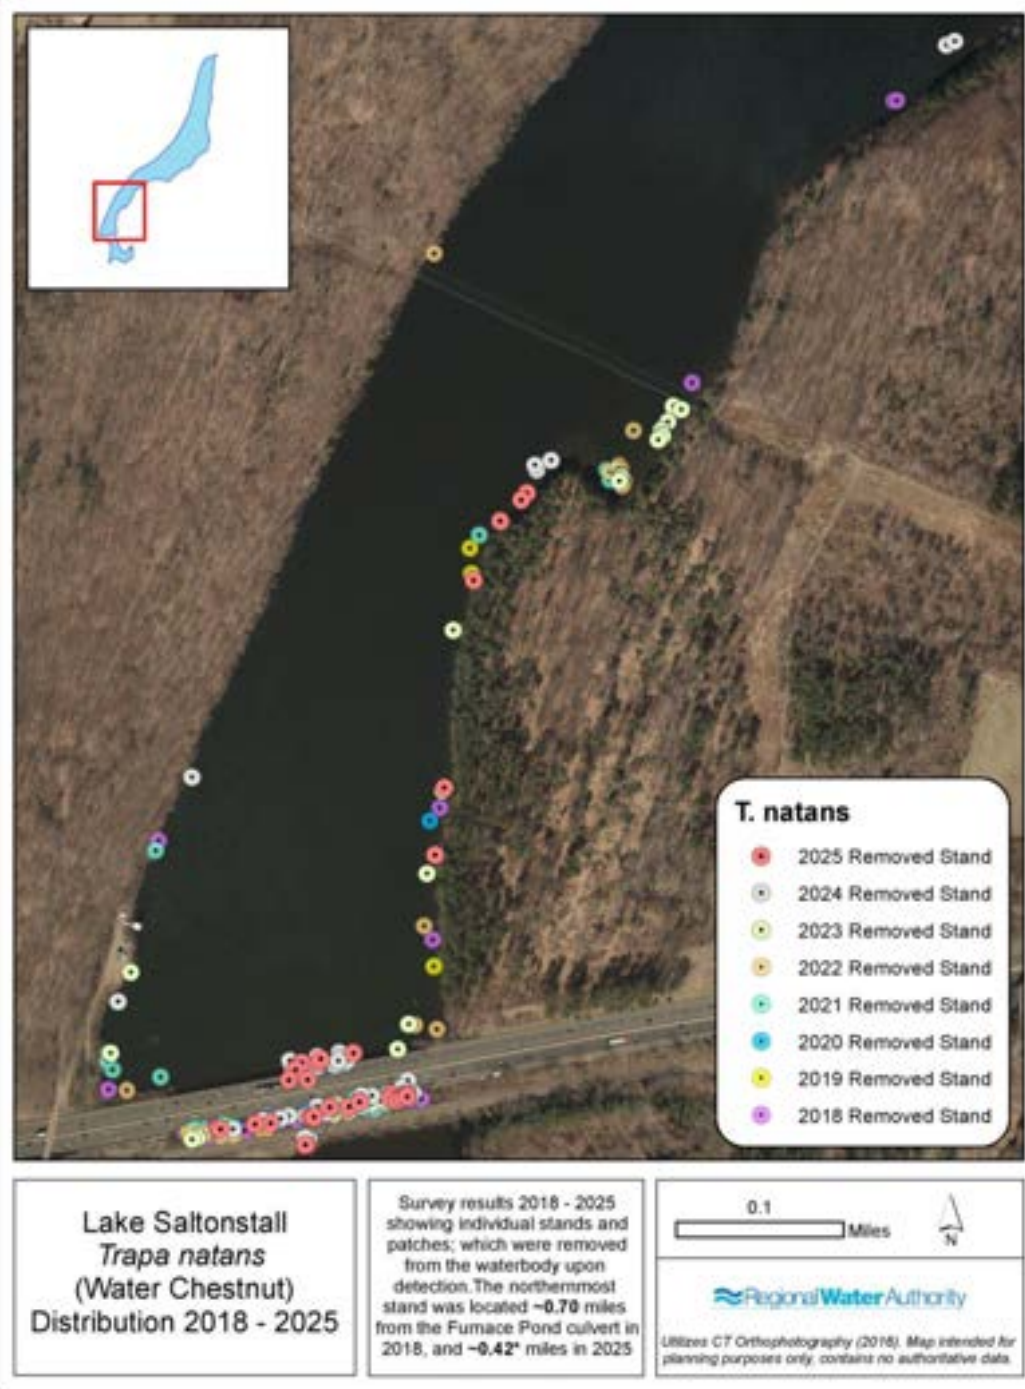 T. natans
2025 Removed Stand
2024 Removed Stand
2023 Removed Stand
2022 Removed Stand
2021 Removed Stand
2020 Removed Stand
2019 Removed Stand
2018 Removed Stand
Lake Saltonstall
Trapa natans
(Water Chestnut)
Distribution 2018 - 2025
Survey results 2018 - 2025
showing individual stands and
patches; which were removed
from the waterbody upon
detection.The northernmost
stand was located ~0.70 miles
from the Furnace Pond culvert in
2018, and ~0.42* miles in 2025
0.1
Miles
N
RegionalWaterAuthority
Utilizes CT Orthophotography (2016). Map intended for
planning purposes only, contains no authoritative data.